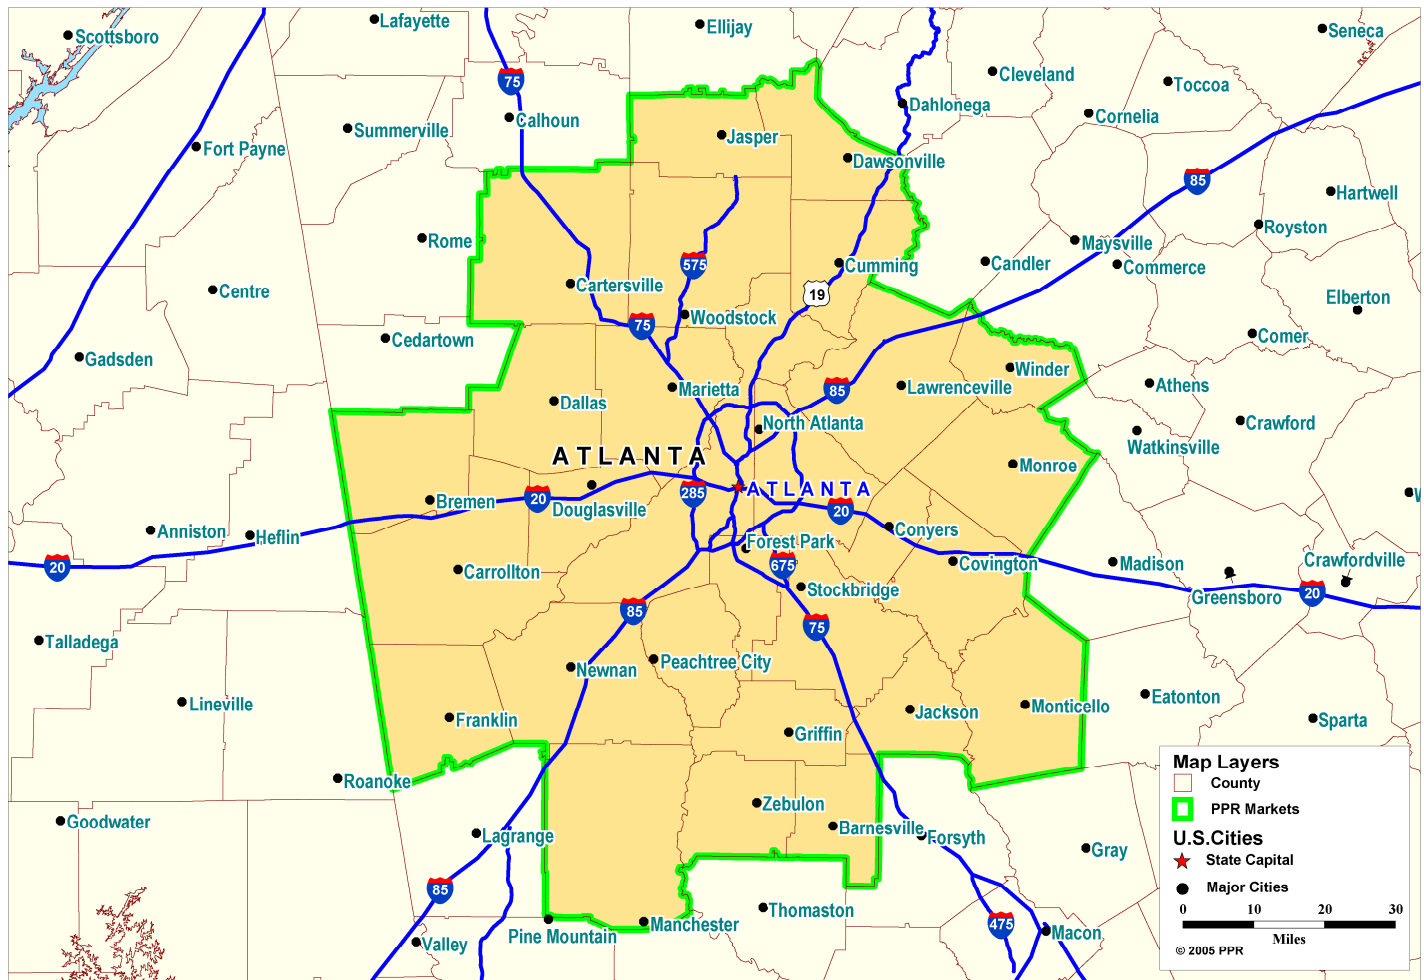 Scottsboro
Lafayette
Ellijay
Seneca
75
Cleveland
Toccoa
Calhoun
Dahlonega
Cornelia
Summerville
Jasper
Fort Payne
Dawsonville
85
Hartwell
Royston
Rome
Maysville
575
Cumming
Candler
Commerce
Centre
Cartersville
19
Elberton
Woodstock
75
Cedartown
Comer
Gadsden
Winder
Marietta
85
Lawrenceville
Athens
Dallas
North Atlanta
Crawford
Watkinsville
ATLANTA
Monroe
285
ATLANTA
W
Bremen
20
Douglasville
20
Conyers
Anniston
Heflin
Forest Park
20
Carrollton
675
Covington
Madison
Crawfordville
Stockbridge
Greensboro
20
85
75
Talladega
Newnan
Peachtree City
Lineville
Eatonton
Franklin
Jackson
Monticello
Sparta
Griffin
Roanoke
Map Layers
County
Zebulon
PPR Markets
Goodwater
Lagrange
Barnesville
Forsyth
U.S.Cities
Gray
State Capital
85
Major Cities
Thomaston
0 10 20 30
Manchester
475
Pine Mountain
Macon
Miles
Valley
© 2005 PPR